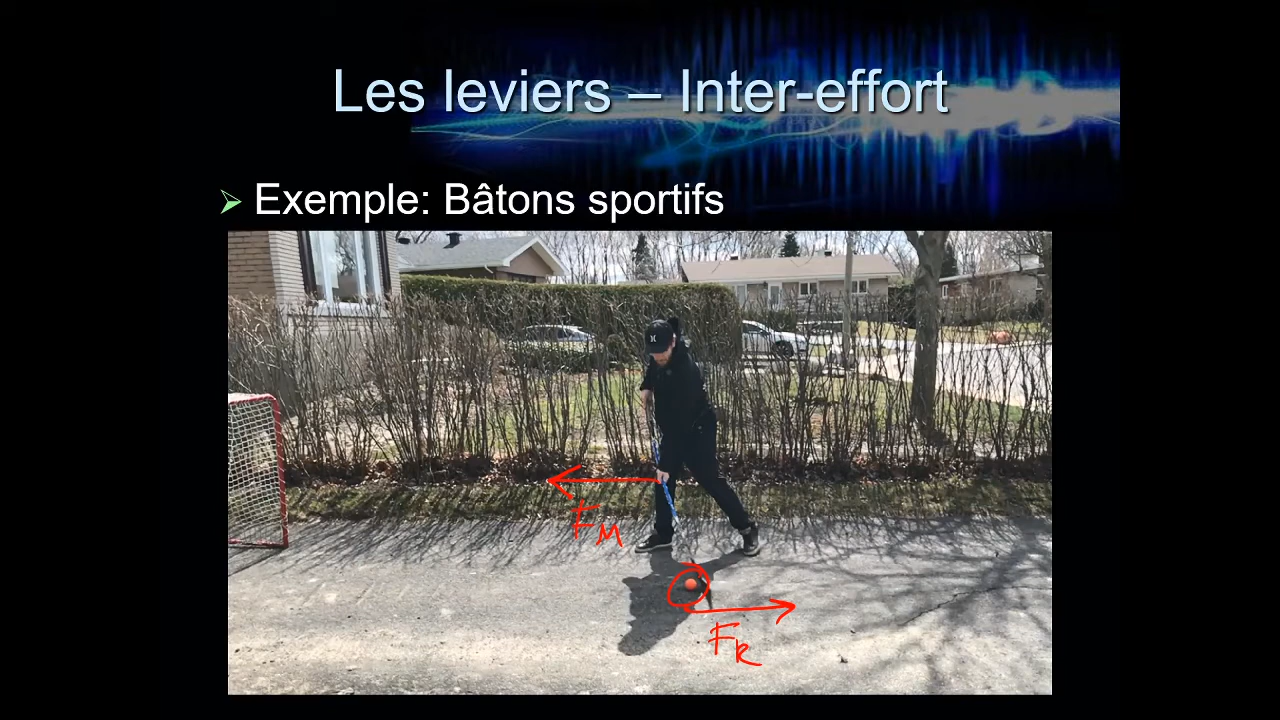 Les leviers – Inter-effort
Exemple: Bâtons sportifs
FM
FR